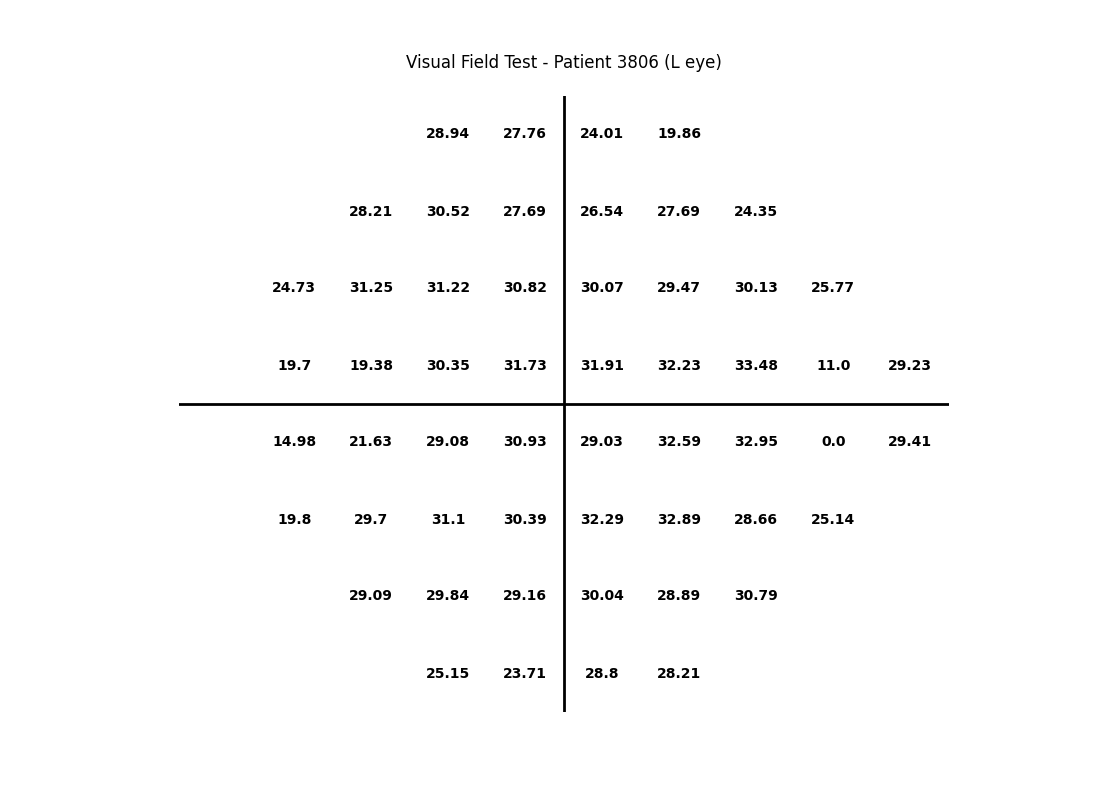 Visual Field Test - Patient 3806 (L eye)
28.94 27.76 24.01 19.86
28.21 30.52 27.69 26.54 27.69 24.35
24.73 31.25 31.22 30.82 30.07 29.47 30.13 25.77
19.7 19.38 30.35 31.73 31.91 32.23 33.48 11.0 29.23
14.98 21.63 29.08 30.93 29.03 32.59 32.95 0.0 29.41
19.8 29.7 31.1 30.39 32.29 32.89 28.66 25.14
29.09 29.84 29.16 30.04 28.89 30.79
25.15 23.71 28.8 28.21